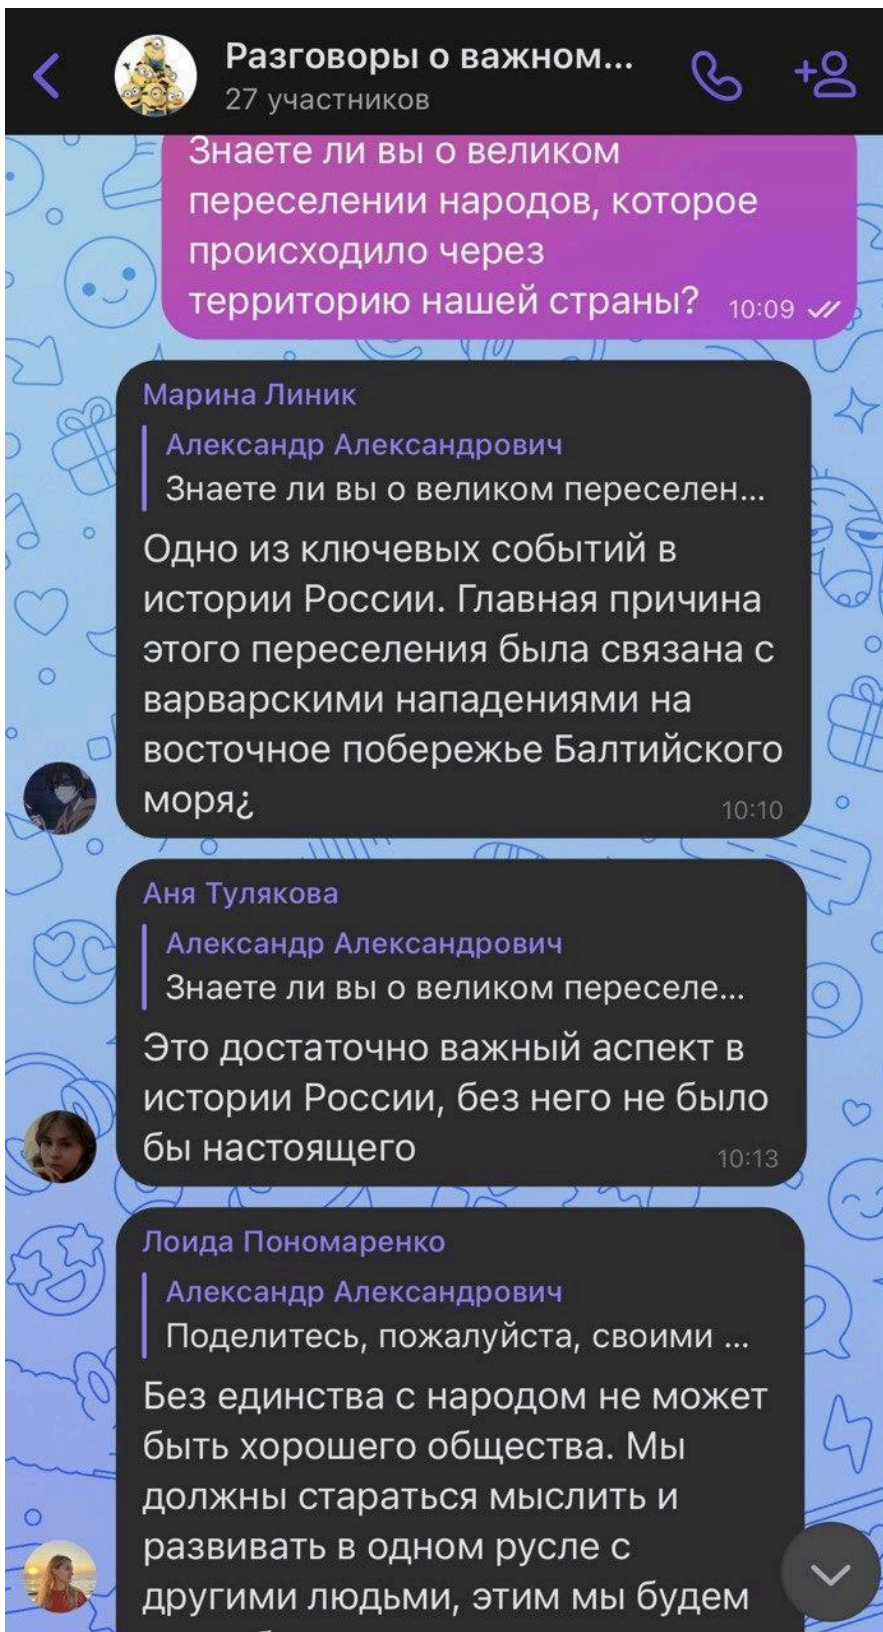 Разговоры о важном...
27 участников
Знаете ли вы о великом
переселении народов, которое
происходило через
территорию нашей страны? 10:09
Марина Линик
Александр Александрович
Знаете ли вы о великом переселен...
Одно из ключевых событий в
истории России. Главная причина
этого переселения была связана с
варварскими нападениями на
восточное побережье Балтийского
моря¿ 10:10
Аня Тулякова
Александр Александрович
Знаете ли вы о великом переселе...
Это достаточно важный аспект в
истории России, без него не было
бы настоящего 10:13
Лоида Пономаренко
Александр Александрович
Поделитесь, пожалуйста, своими ...
Без единства с народом не может
быть хорошего общества. Мы
должны стараться мыслить и
развивать в одном русле с
другими людьми, этим мы будем